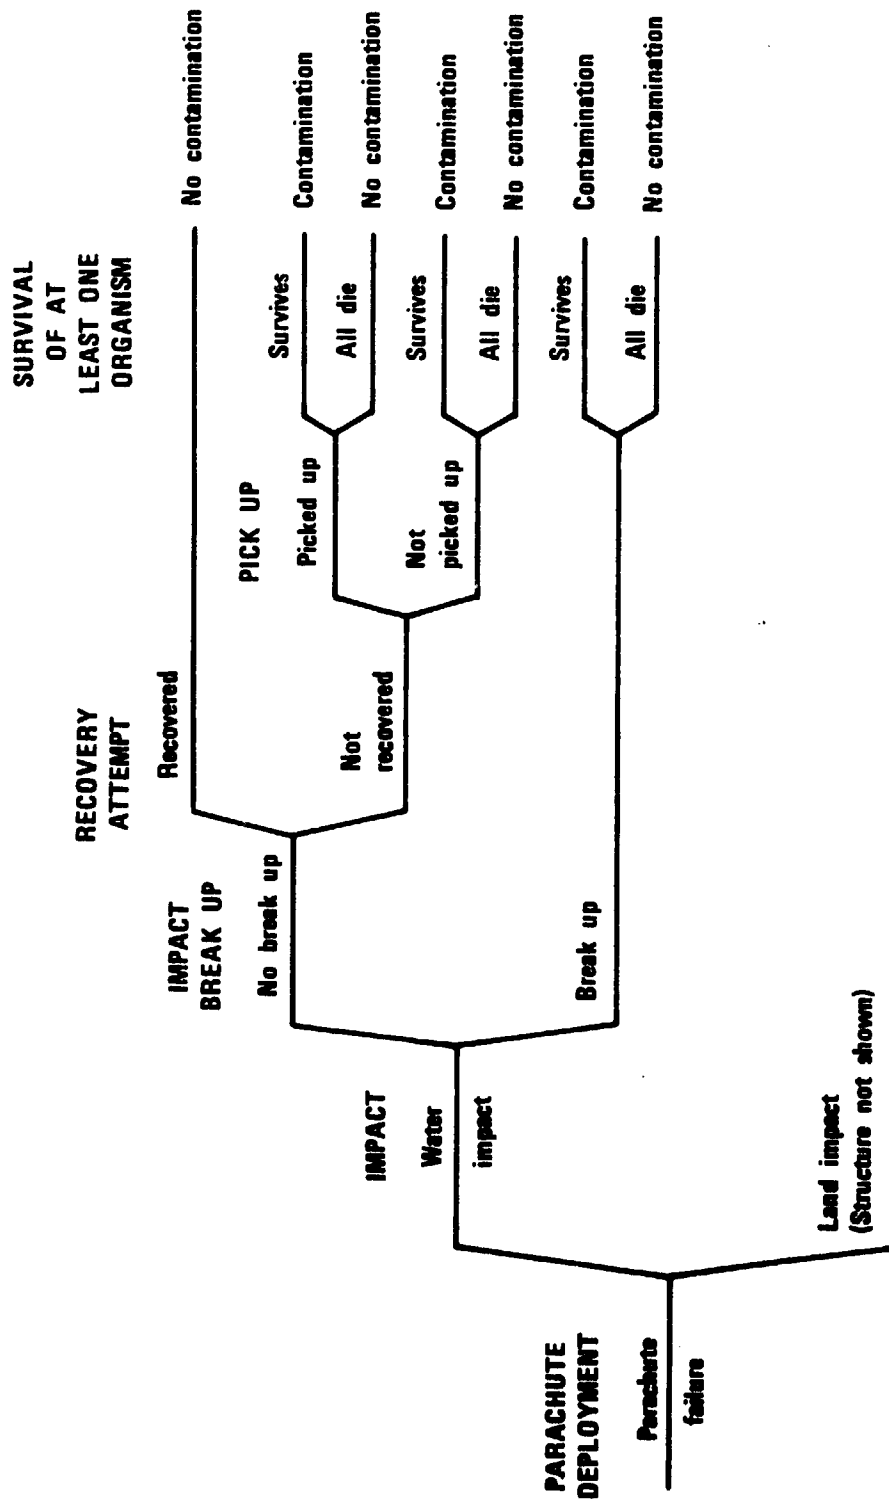 PARACHUTE
DEPLOYMENT
Parachute
failure
IMPACT
Water
impact
Land impact
(Structure not shown)
IMPACT
BREAK UP
No break up
Break up
RECOVERY
ATTEMPT
Recovered
Not
recovered
PICK UP
Picked up
Not
picked up
SURVIVAL
OF AT
LEAST ONE
ORGANISM
Survives
All die
Survives
All die
Survives
All die
No contamination
Contamination
No contamination
Contamination
No contamination
Contamination
No contamination